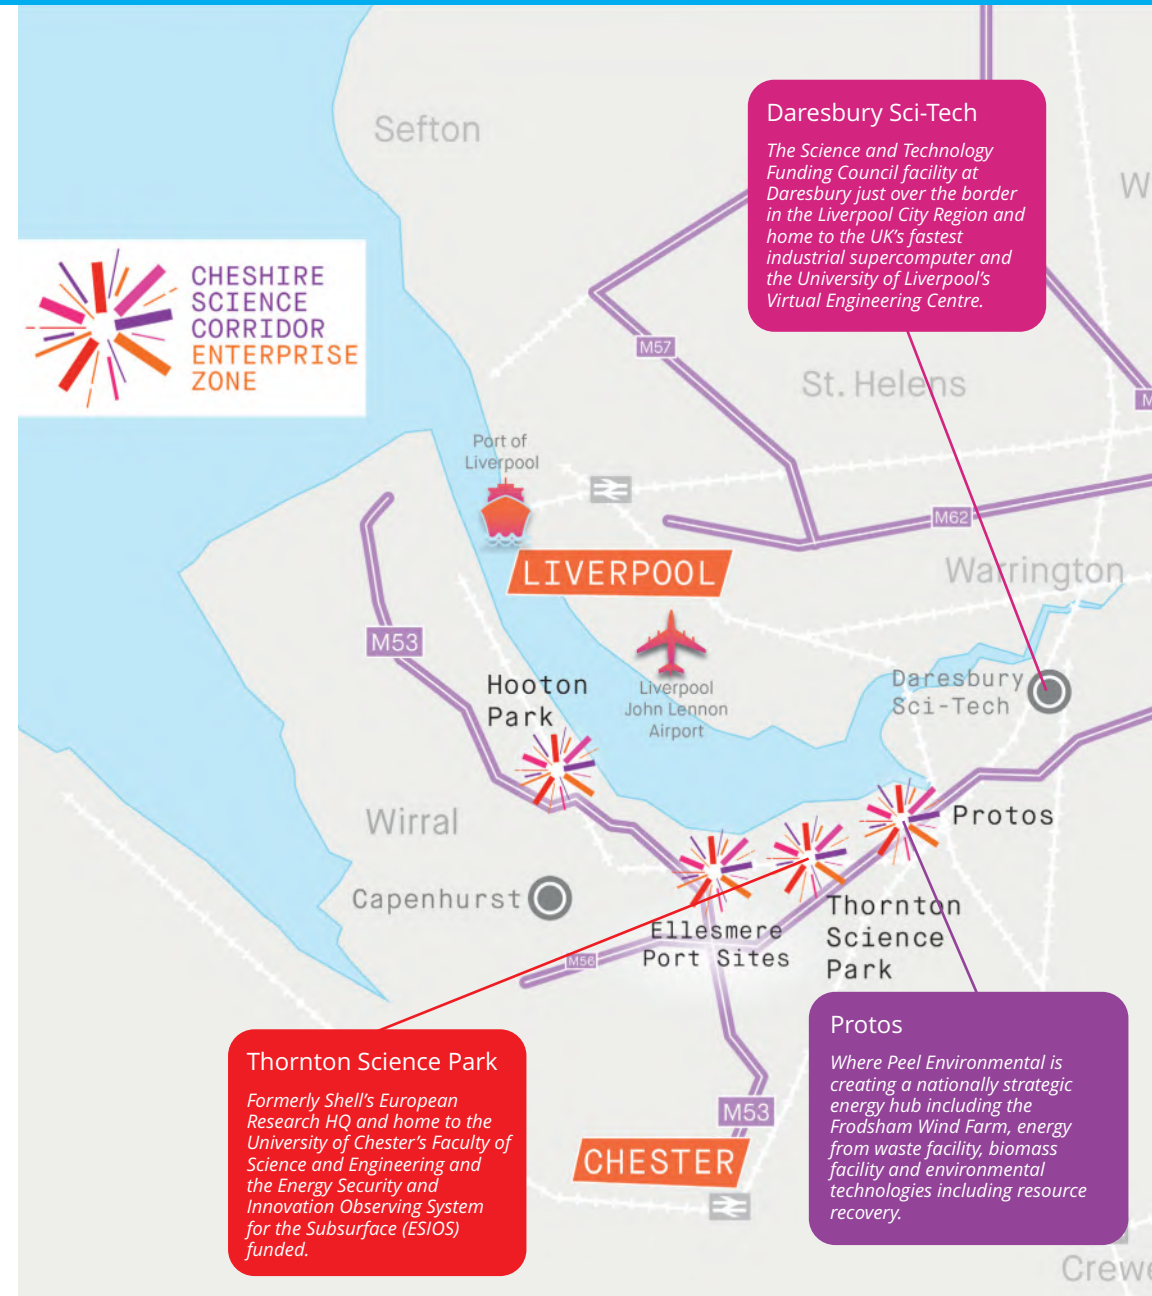 Sefton
Daresbury Sci-Tech
The Science and Technology
Funding Council facility at
Daresbury just over the border
in the Liverpool City Region and
home to the UK's fastest
industrial supercomputer and
the University of Liverpool's
Virtual Engineering Centre.
W
CHESHIRE
SCIENCE
CORRIDOR
ENTERPRISE
ZONE
M57
St. Helens
M
Port of
Liverpool
M62
LIVERPOOL
Warrington
M53
Hooton
Park
Liverpool
John Lennon
Airport
Daresbury
Sci-Tech
Wirral
Protos
Capenhurst
Ellesmere
Port Sites
Thornton
Science
Park
M56
Thornton Science Park
Formerly Shell's European
Research HQ and home to the
University of Chester's Faculty of
Science and Engineering and
the Energy Security and
Innovation Observing System
for the Subsurface (ESIOS)
funded.
Protos
Where Peel Environmental is
creating a nationally strategic
energy hub including the
Frodsham Wind Farm, energy
from waste facility, biomass
facility and environmental
technologies including resource
recovery.
M53
CHESTER
Crewe